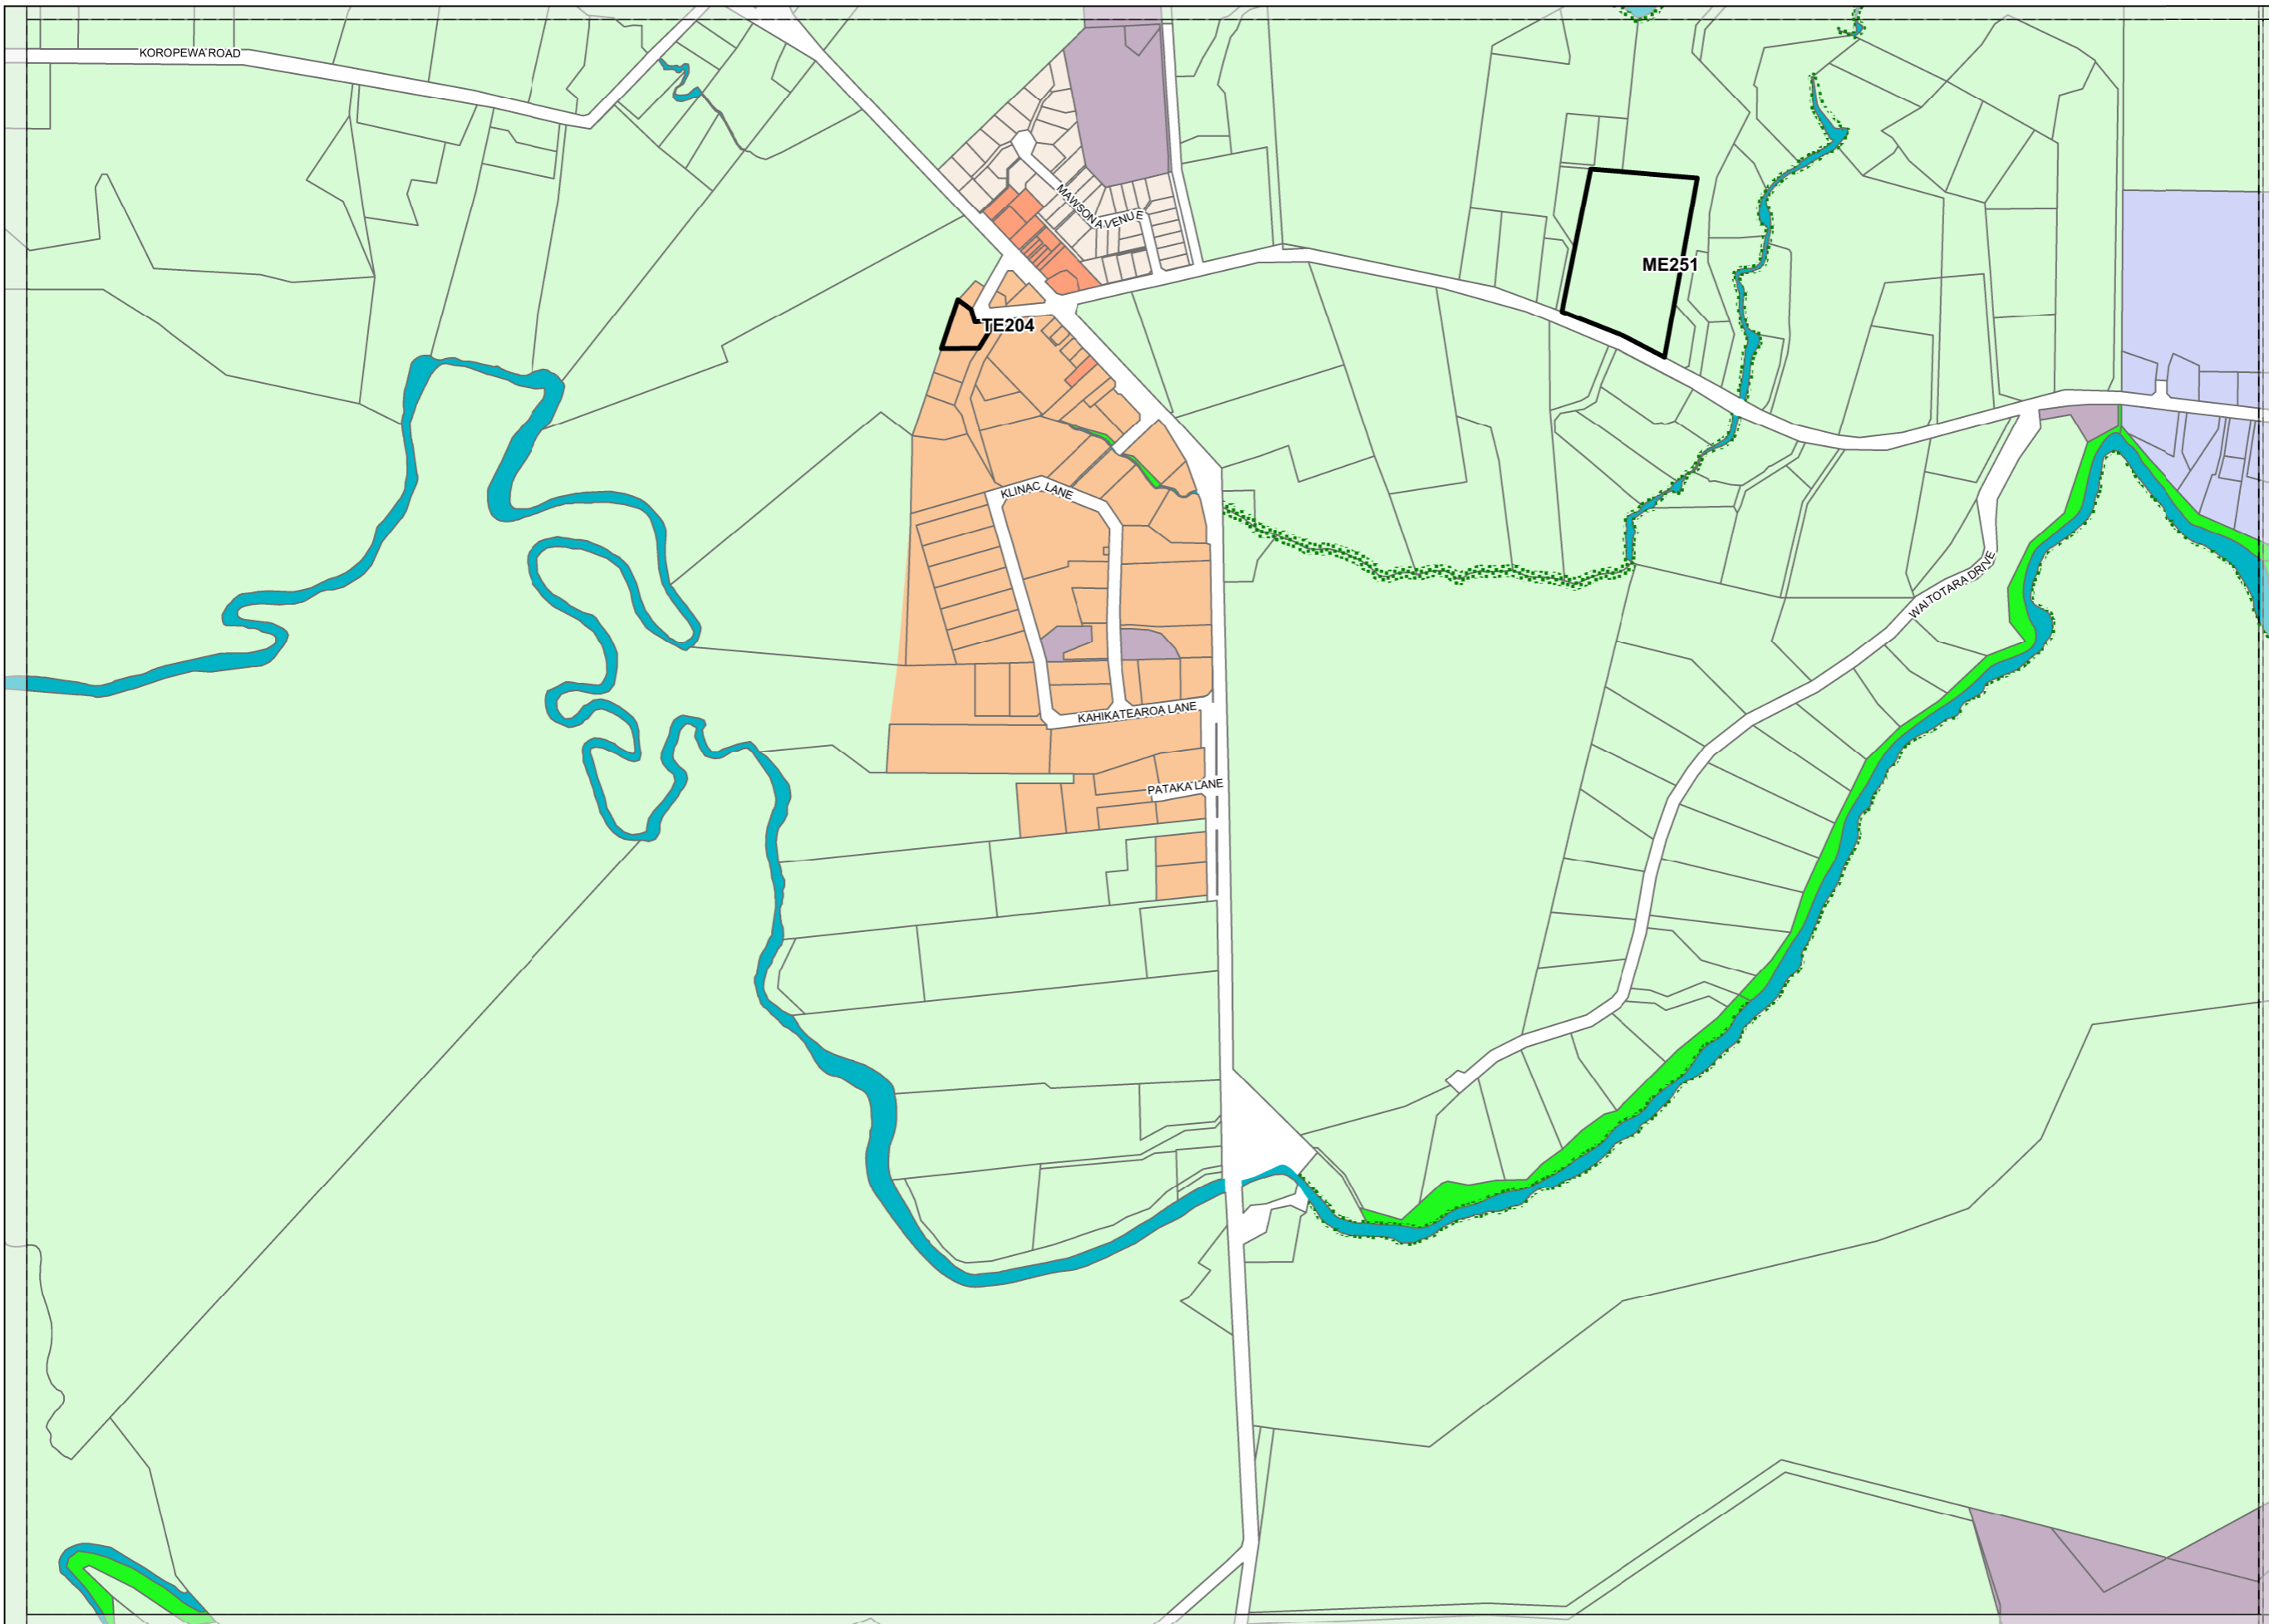 KOROPEWA ROAD
MAWSON AVENUE
ME251
TE204
KLINAC LANE
WAITOTARA DRIVE
KAHIKATEAROA LANE
PATAKA LANE